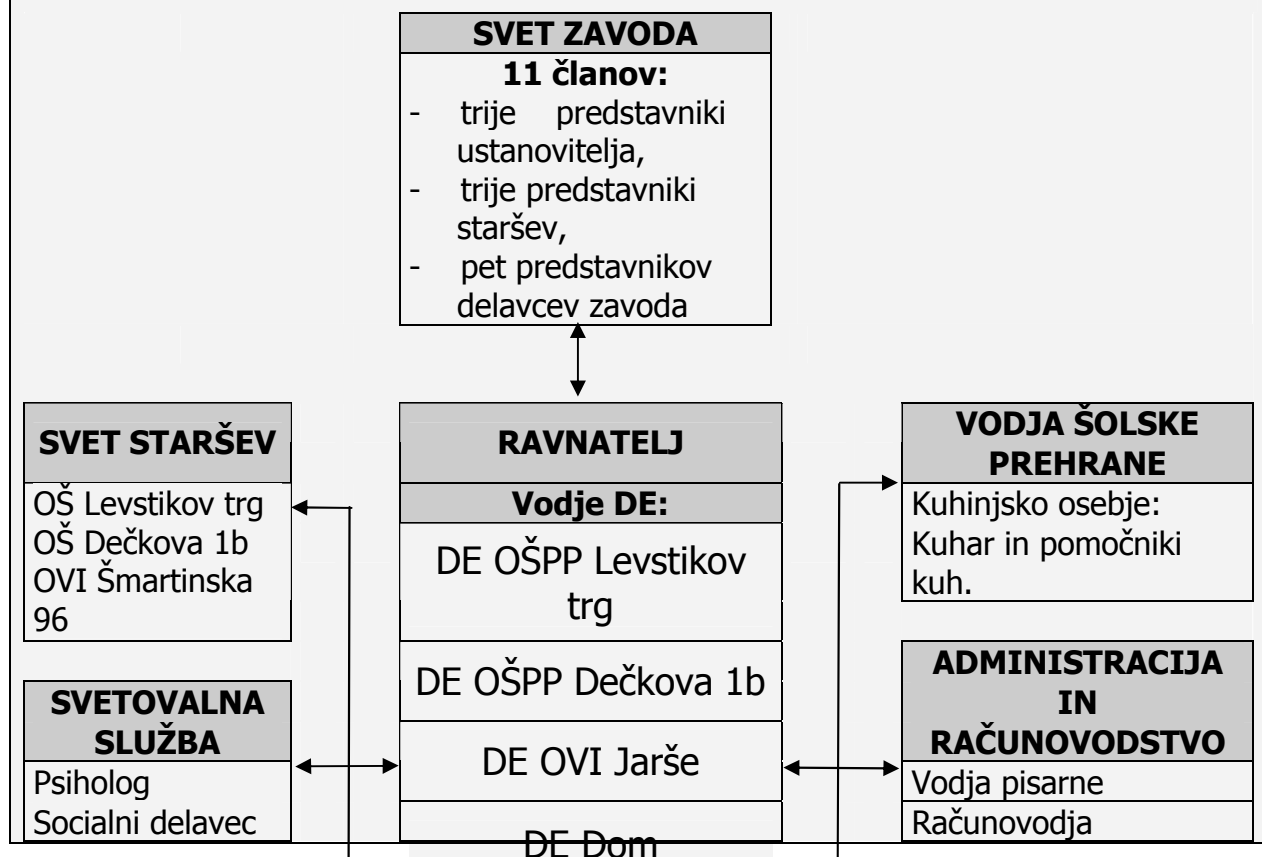 SVET ZAVODA
11 članov:
- trije predstavniki
ustanovitelja,
- trije predstavniki
staršev,
- pet predstavnikov
delavcev zavoda
SVET STARŠEV
OŠ Levstikov trg
OŠ Dečkova 1b
OVI Šmartinska
96
SVETOVALNA
SLUŽBA
Psiholog
Socialni delavec
RAVNATELJ
Vodje DE:
DE OŠPP Levstikov
trg
DE OŠPP Dečkova 1b
DE OVI Jarše
DE Dom
VODJA ŠOLSKE
PREHRANE
Kuhinjsko osebje:
Kuhar in pomočniki
kuh.
ADMINISTRACIJA
IN
RAČUNOVODSTVO
Vodja pisarne
Računovodja